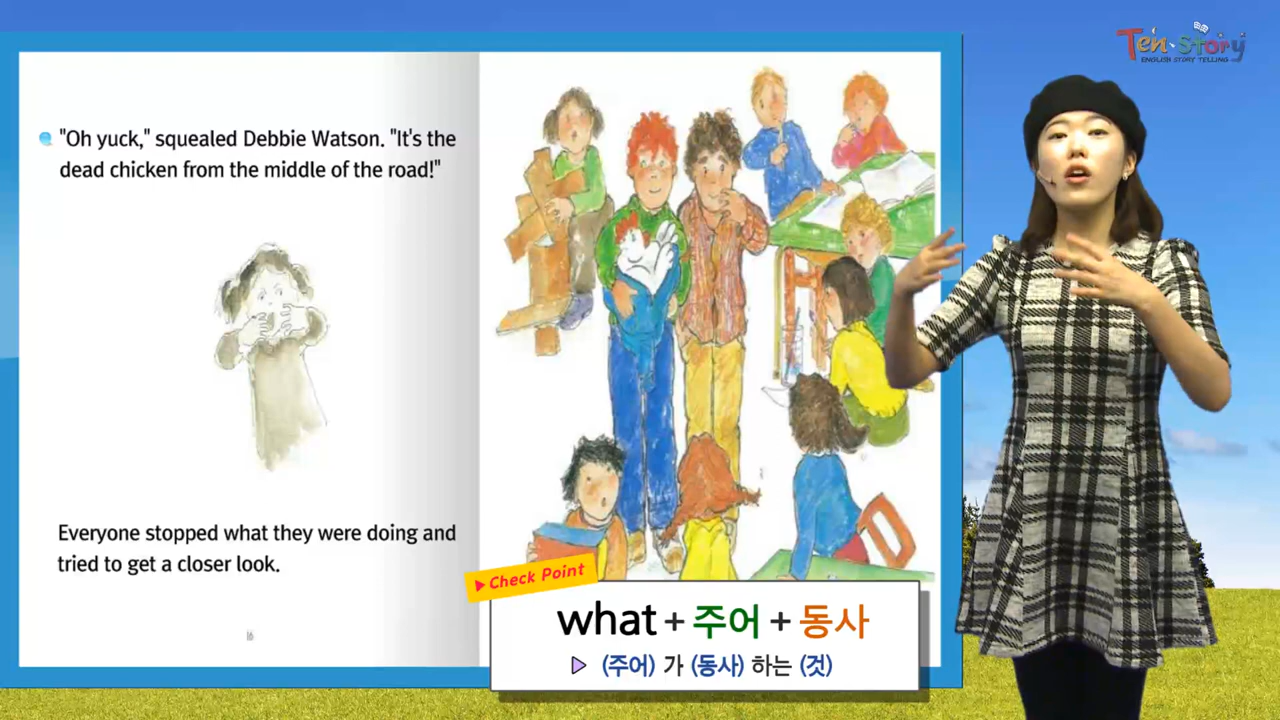 Ten Story
ENGLISH STORY TELLING
"Oh yuck," squealed Debbie Watson. "It's the
dead chicken from the middle of the road!"
Everyone stopped what they were doing and
tried to get a closer look.
16
▶ Check Point
what + 주어 + 동사
▷ (주어) 가 (동사) 하는 (것)